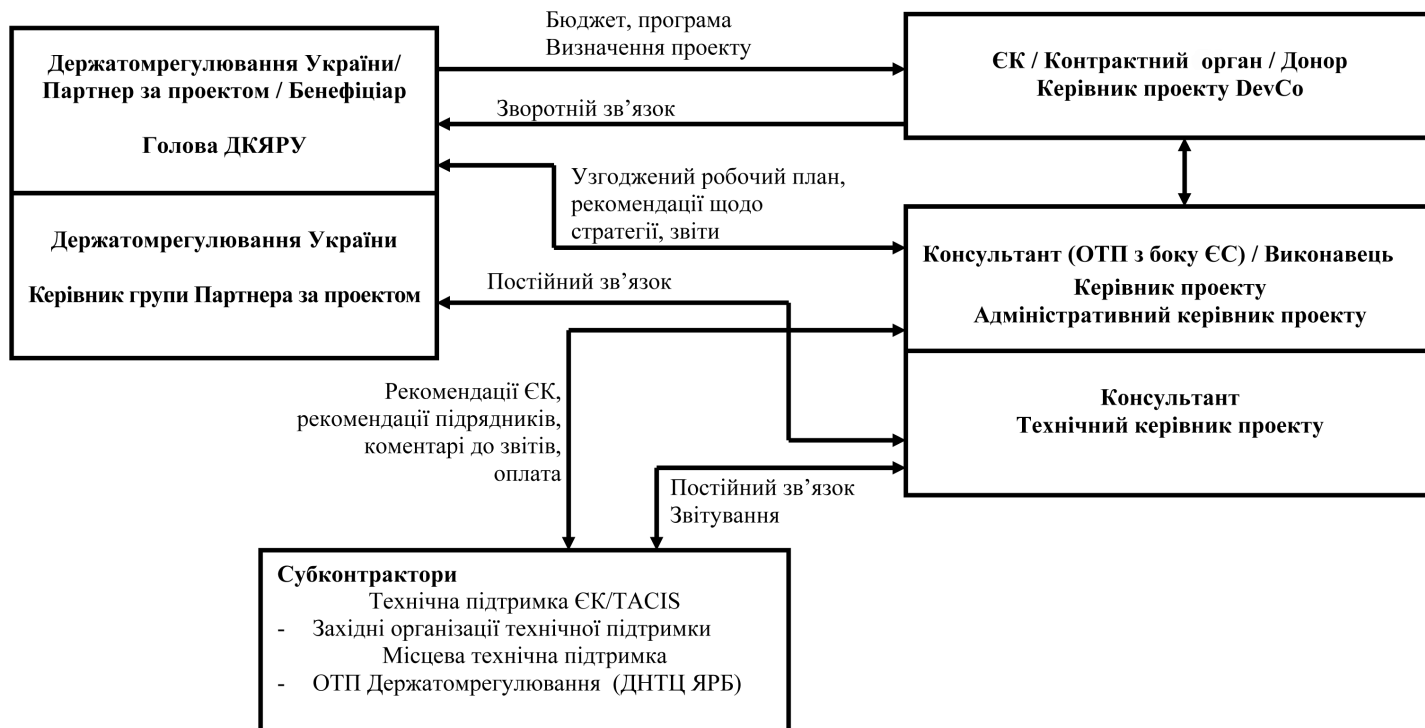 Бюджет, програма
Визначення проекту
Держатомрегулювання України/
Партнер за проектом / Бенефіціар
Голова ДКЯРУ
ЄК / Контрактний орган / Донор
Керівник проекту DevCo
Зворотній зв’язок
Узгоджений робочий план,
рекомендації щодо
стратегії, звіти
Держатомрегулювання України
Керівник групи Партнера за проектом
Консультант (ОТП з боку ЄС) / Виконавець
Керівник проекту
Адміністративний керівник проекту
Постійний зв’язок
Рекомендації ЄК,
рекомендації підрядників,
коментарі до звітів,
оплата
Консультант
Технічний керівник проекту
Постійний зв’язок
Звітування
Субконтрактори
Технічна підтримка ЄК/TACIS
- Західні організації технічної підтримки
Місцева технічна підтримка
- ОТП Держатомрегулювання (ДНТЦ ЯРБ)